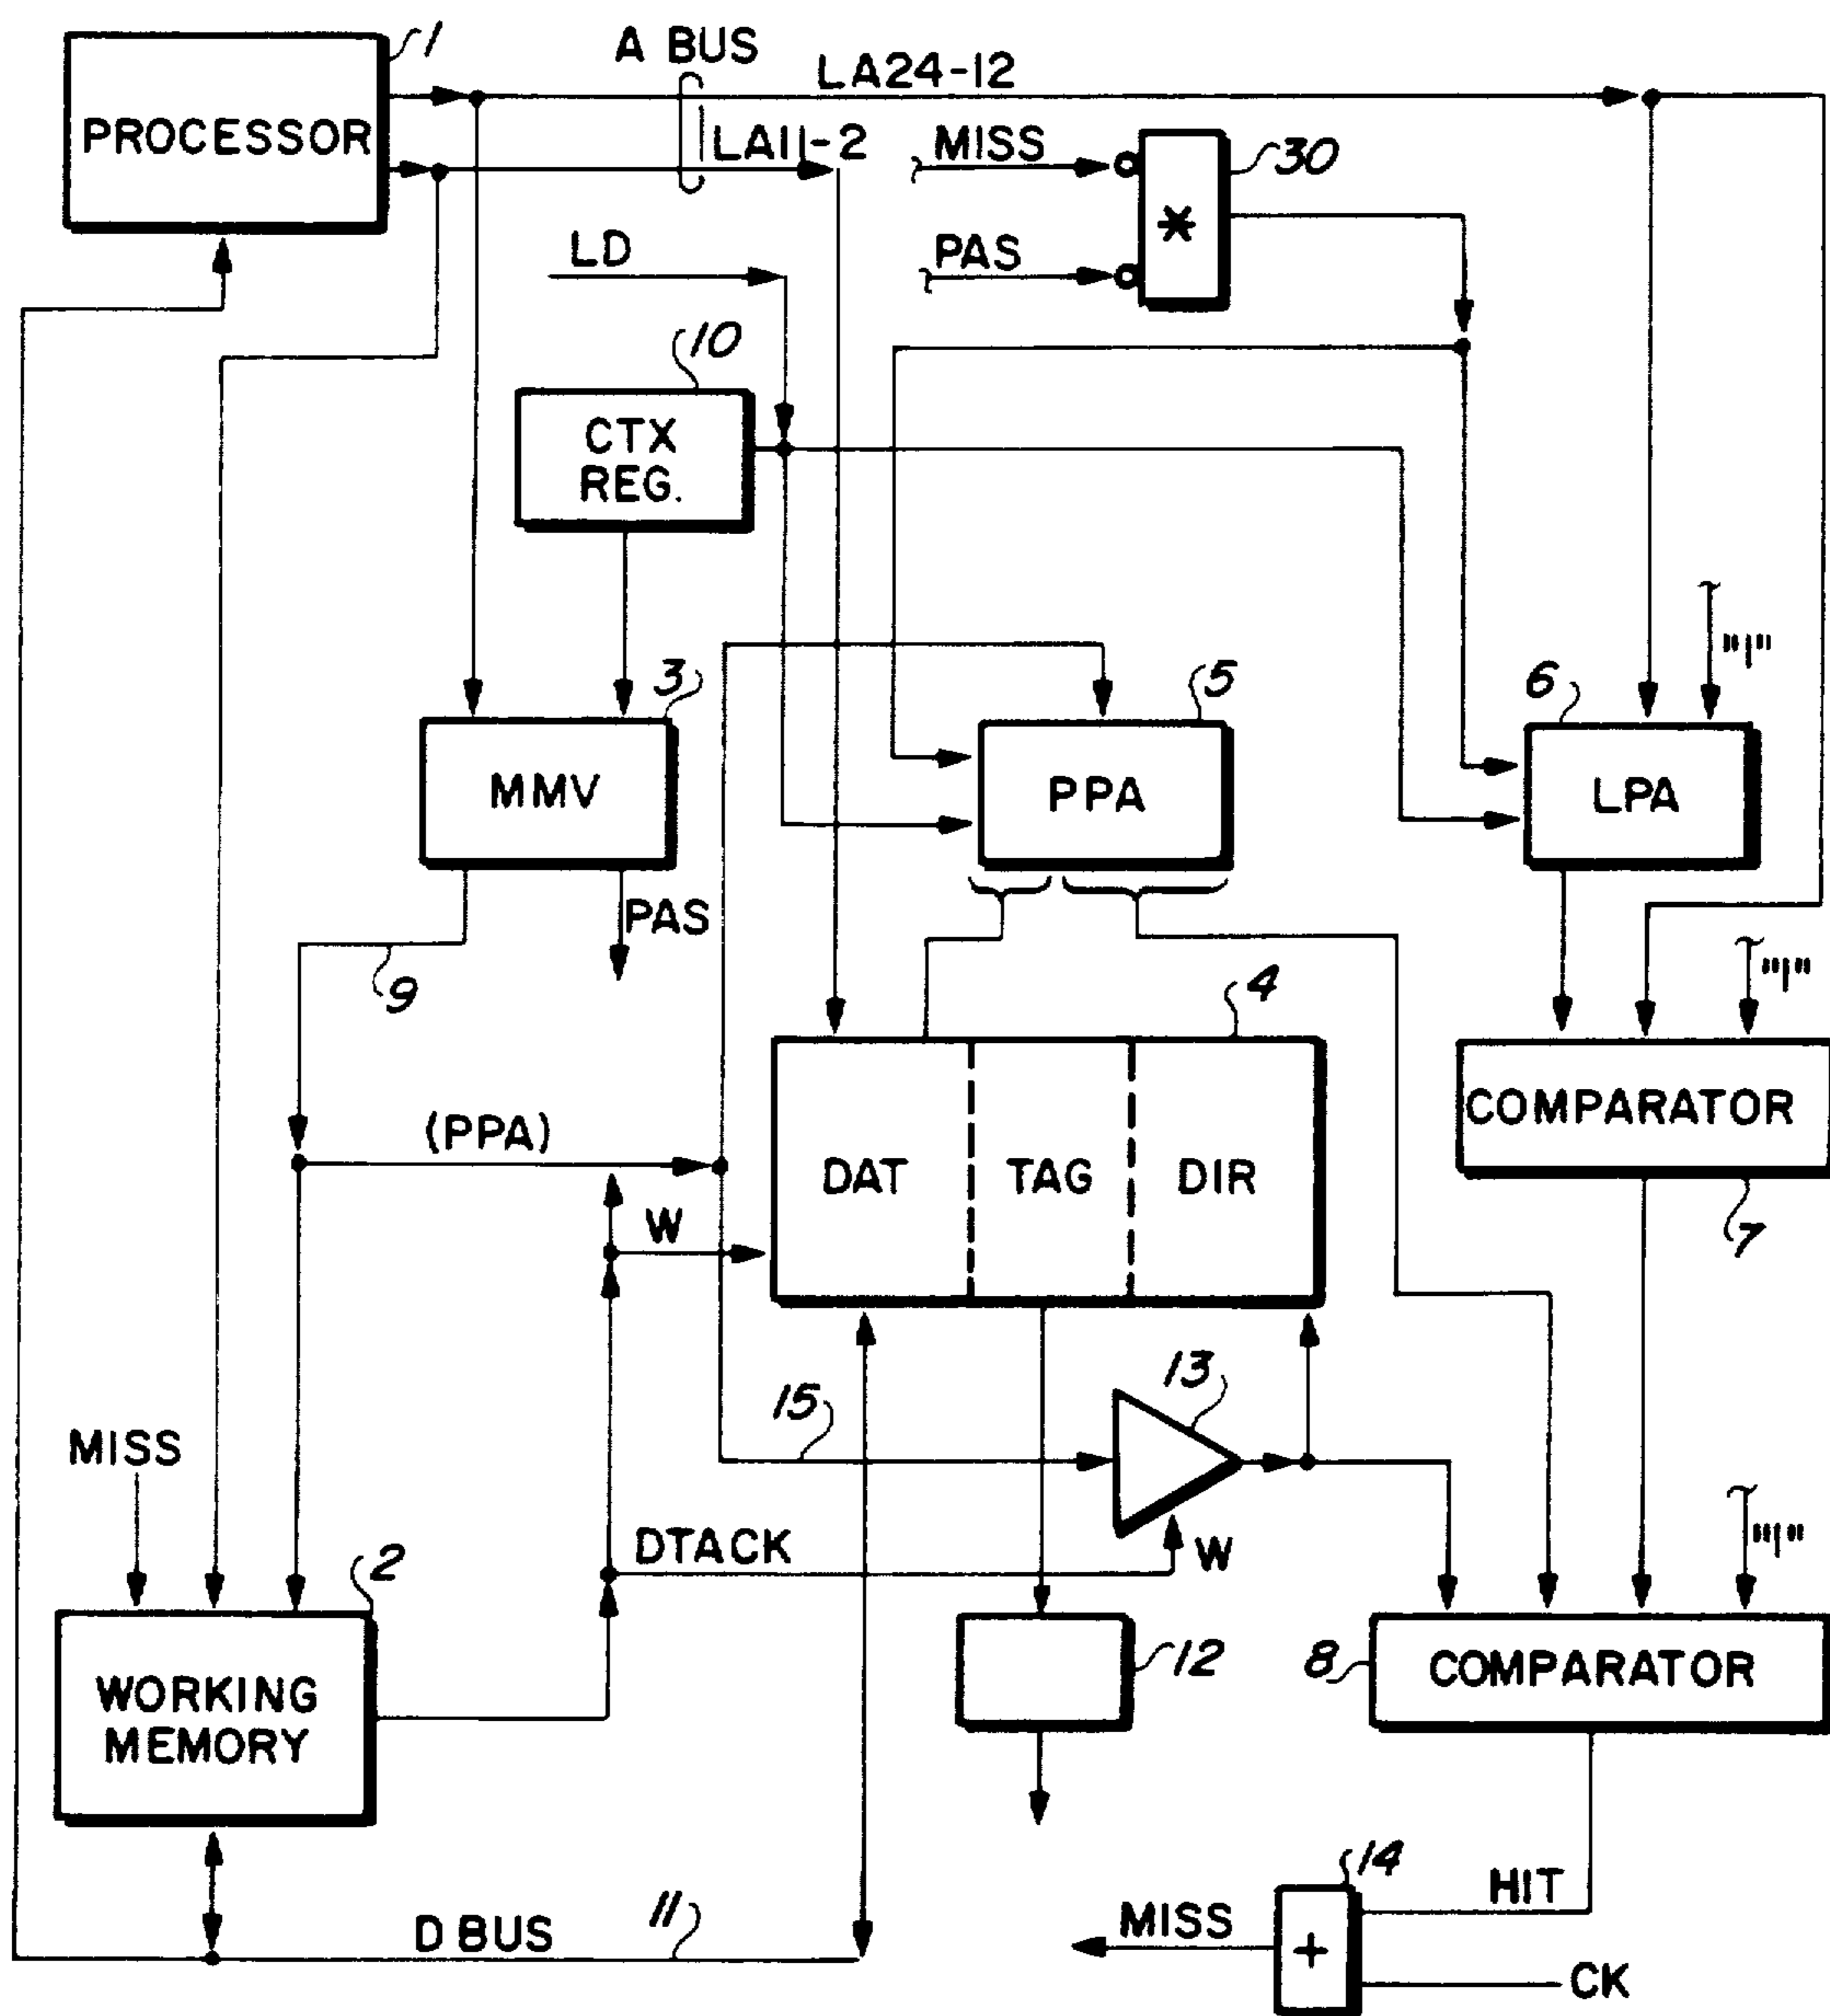 1
A BUS
LA24-12
PROCESSOR
LA11-2
MISS
30
*
LD
PAS
10
CTX
REG.
"1"
3
5
6
MMV
PPA
LPA
PAS
9
4
"1"
(PPA)
DAT
TAG
DIR
COMPARATOR
W
7
13
15
MISS
DTACK
W
"1"
2
12
8
COMPARATOR
WORKING
MEMORY
14
HIT
11
MISS
D BUS
+
CK